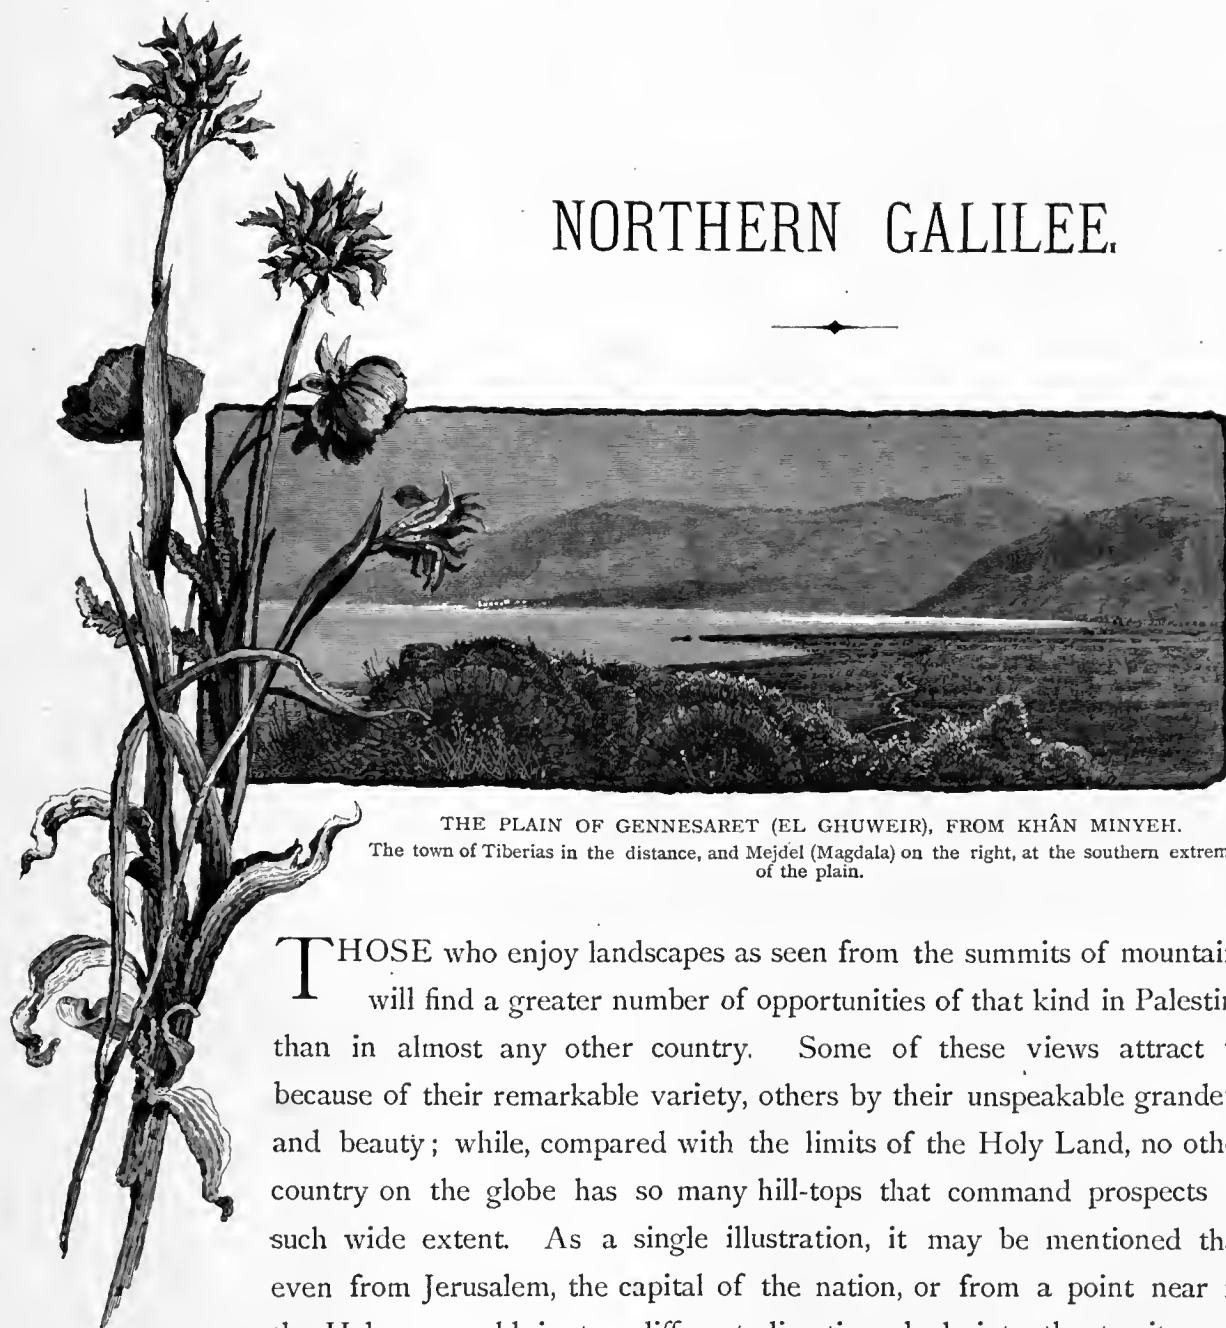 NORTHERN GALILEE.
THE PLAIN OF GENNESARET (EL GHUWEIR), FROM KHÂN MINYEH.
The town of Tiberias in the distance, and Mejdel (Magdala) on the right, at the southern extrem
of the plain.
THOSE who enjoy landscapes as seen from the summits of mountai
will find a greater number of opportunities of that kind in Palesti
than in almost any other country. Some of these views attract
because of their remarkable variety, others by their unspeakable grande
and beauty; while, compared with the limits of the Holy Land, no oth
country on the globe has so many hill-tops that command prospects
such wide extent. As a single illustration, it may be mentioned th
even from Jerusalem, the capital of the nation, or from a point near